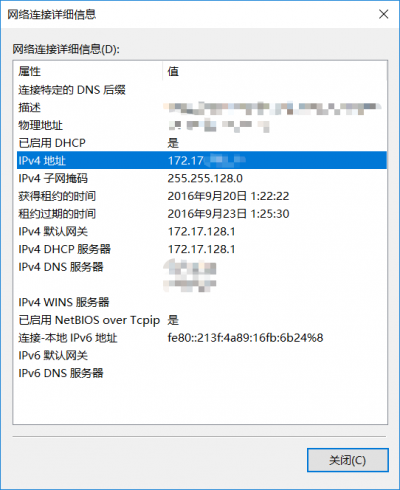 网络连接详细信息
网络连接详细信息(D):
属性 值
连接特定的 DNS 后缀
描述
物理地址
已启用 DHCP 是
IPv4 地址 172.17
IPv4 子网掩码 255.255.128.0
获得租约的时间 2016年9月20日 1:22:22
租约过期的时间 2016年9月23日 1:25:30
IPv4 默认网关 172.17.128.1
IPv4 DHCP 服务器 172.17.128.1
IPv4 DNS 服务器
IPv4 WINS 服务器
已启用 NetBIOS over Tcpip 是
连接-本地 IPv6 地址 fe80::213f:4a89:16fb:6b24%8
IPv6 默认网关
IPv6 DNS 服务器
关闭(C)